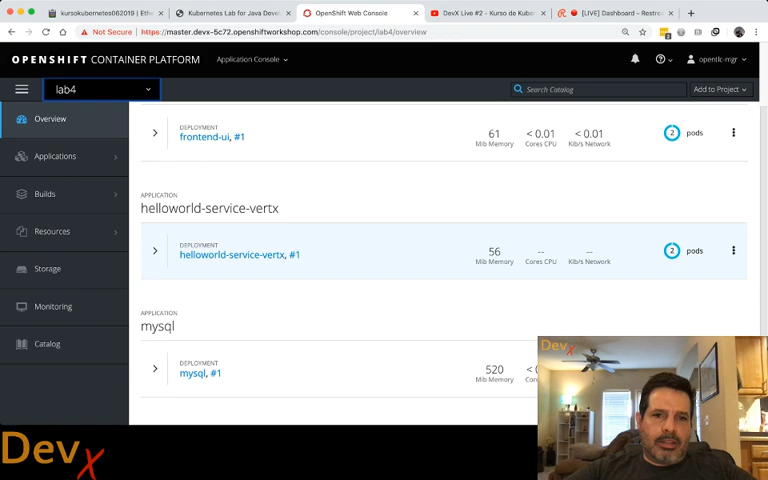 kursokubernetes062019 | Ethe
Kubernetes Lab for Java Devel
OpenShift Web Console
DevX Live #2 - Kurso de Kuber
[LIVE] Dashboard - Restre
Not Secure | https://master.devx-5c72.openshiftworkshop.com/console/project/lab4/overview
OPENSHIFT CONTAINER PLATFORM
Application Console
opentlc-mgr
lab4
Search Catalog
Add to Project
Overview
Applications
Builds
Resources
Storage
Monitoring
Catalog
DEPLOYMENT
frontend-ui, #1
61
Mib Memory
< 0.01
Cores CPU
< 0.01
Kib/s Network
2 pods
APPLICATION
helloworld-service-vertx
DEPLOYMENT
helloworld-service-vertx, #1
56
Mib Memory
--
Cores CPU
--
Kib/s Network
2 pods
APPLICATION
mysql
DEPLOYMENT
mysql, #1
520
Mib Memory
< 
Core
DevX
DevX